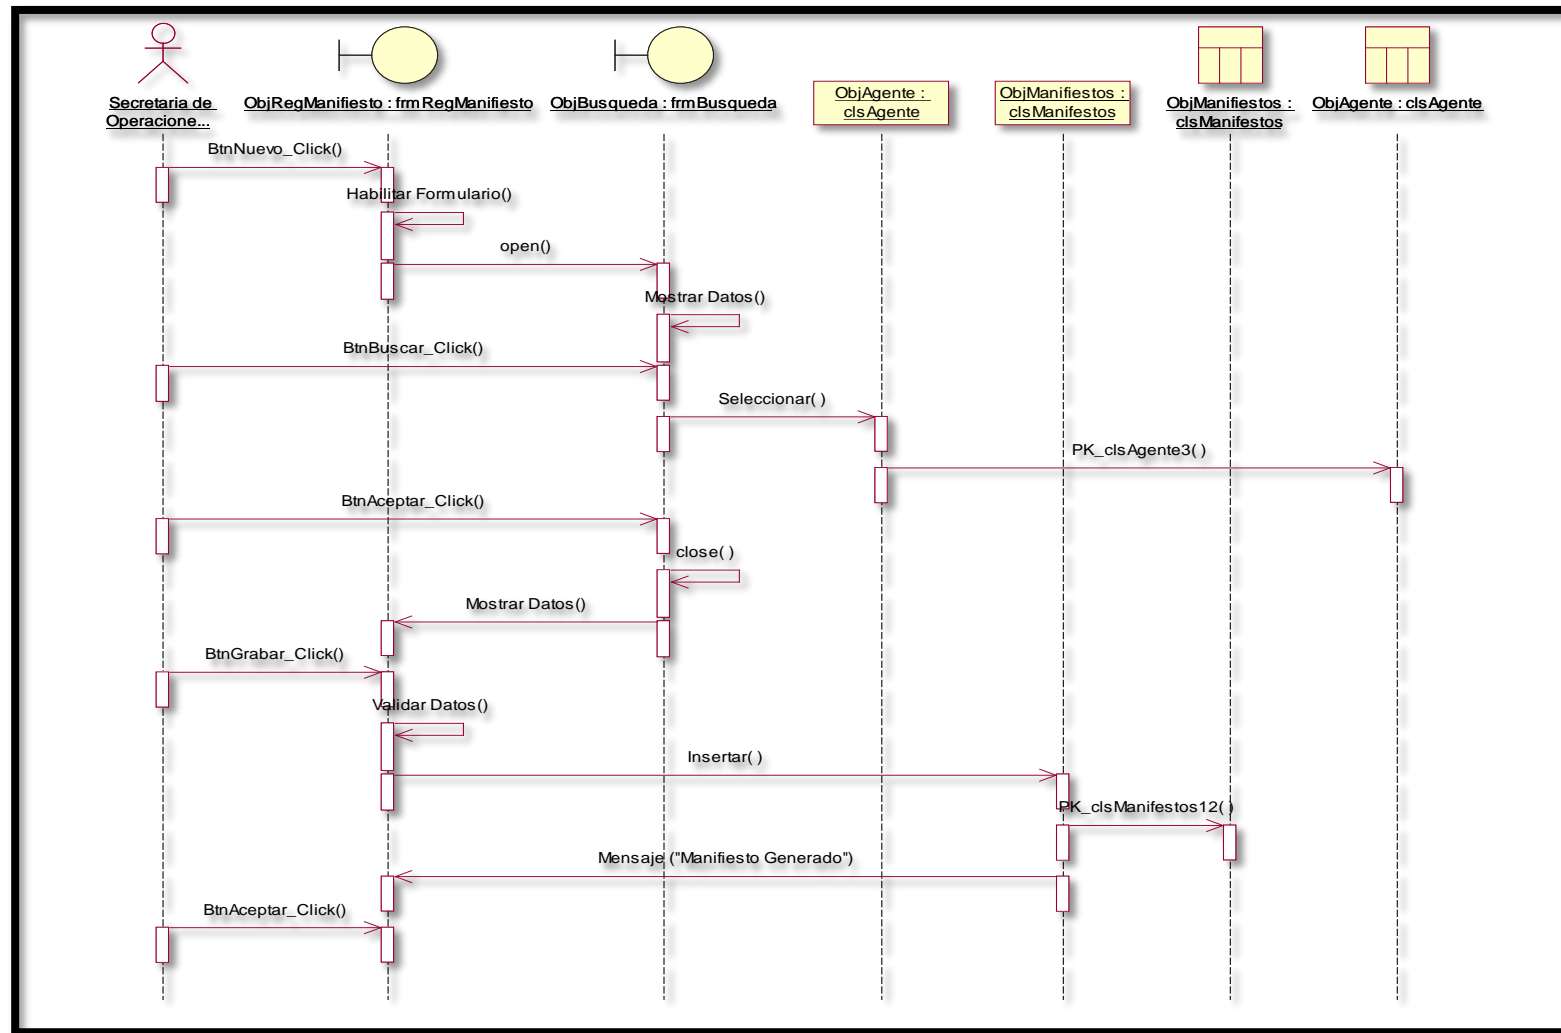 Secretaria de
Operacione...
ObjRegManifiesto : frmRegManifiesto
ObjBusqueda : frmBusqueda
ObjAgente :
clsAgente
ObjManifiestos :
clsManifestos
ObjManifiestos :
clsManifestos
ObjAgente : clsAgente
BtnNuevo_Click()
Habilitar Formulario()
open()
Mostrar Datos()
BtnBuscar_Click()
Seleccionar( )
PK_clsAgente3( )
BtnAceptar_Click()
close( )
Mostrar Datos()
BtnGrabar_Click()
Validar Datos()
Insertar( )
PK_clsManifestos12( )
Mensaje ("Manifiesto Generado")
BtnAceptar_Click()